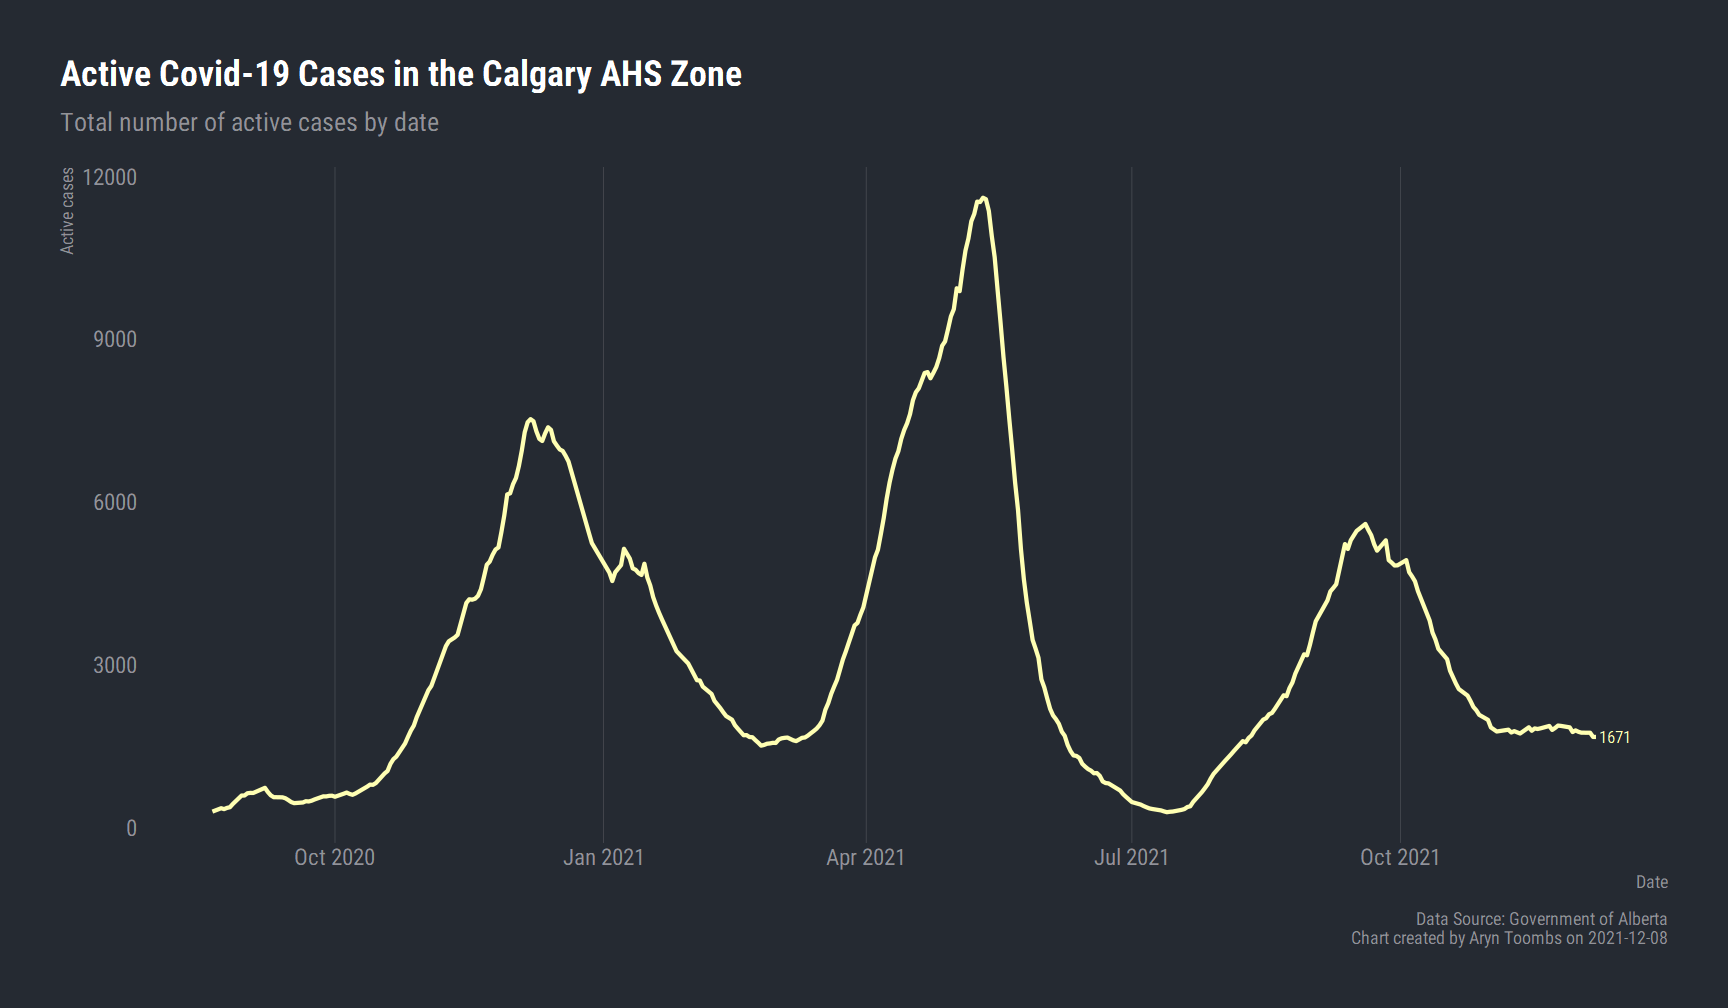 Active Covid-19 Cases in the Calgary AHS Zone
Total number of active cases by date
Active cases
12000
9000
6000
3000
0
1671
Oct 2020
Jan 2021
Apr 2021
Jul 2021
Oct 2021
Date
Data Source: Government of Alberta
Chart created by Aryn Toombs on 2021-12-08